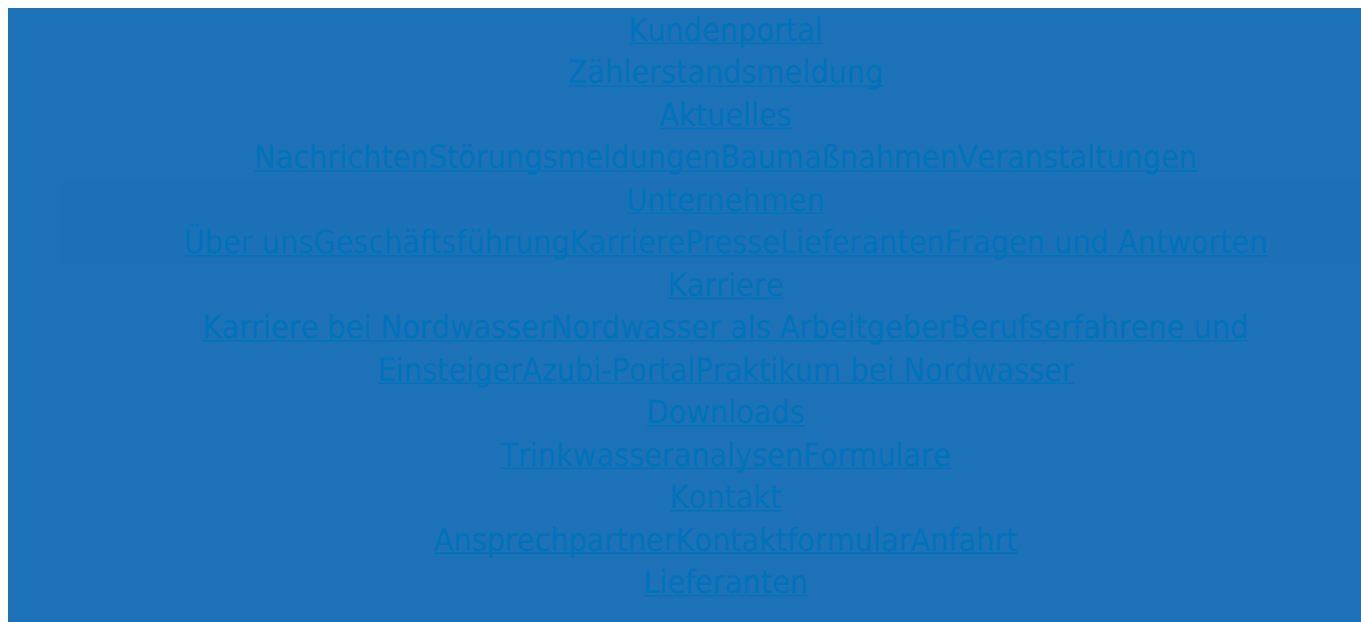 Kundenportal
Zählerstandsmeldung
Aktuelles
NachrichtenStörungsmeldungenBaumaßnahmenVeranstaltungen
Unternehmen
Über unsGeschäftsführungKarrierePresseLieferantenFragen und Antworten
Karriere
Karriere bei NordwasserNordwasser als ArbeitgeberBerufserfahrene und
EinsteigerAzubi-PortalPraktikum bei Nordwasser
Downloads
TrinkwasseranalysenFormulare
Kontakt
AnsprechpartnerKontaktformularAnfahrt
Lieferanten